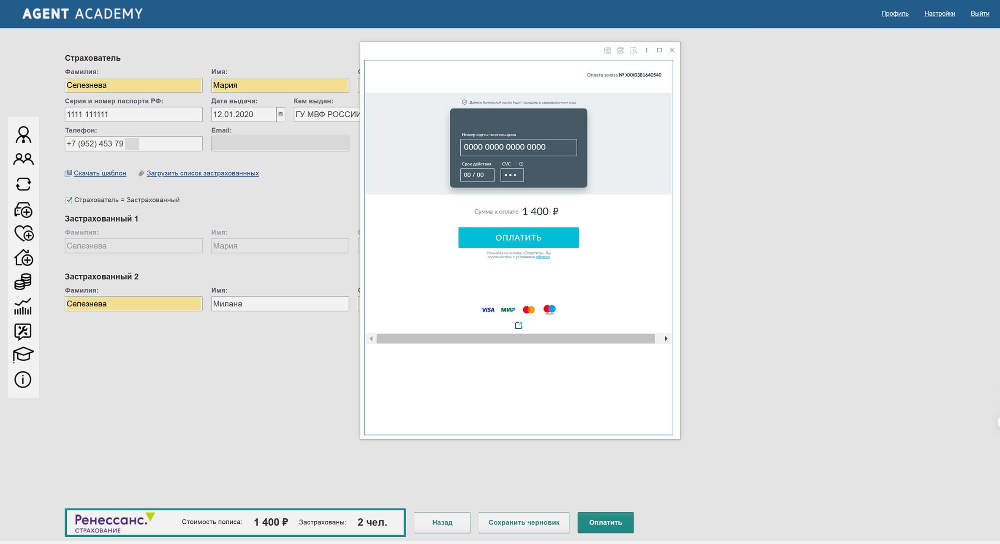 AGENT ACADEMY
Профиль Настройки Выйти
Страхователь
Фамилия: Имя:
Селезнева Мария
Серия и номер паспорта РФ: Дата выдачи: Кем выдан:
1111 111111 12.01.2020 ГУ МВФ РОССИИ
Телефон: Email:
+7 (952) 453 79
Скачать шаблон Загрузить список застрахованнных
Страхователь = Застрахованный
Застрахованный 1
Фамилия: Имя:
Селезнева Мария
Застрахованный 2
Фамилия: Имя:
Селезнева Милана
Оплата заказа № XXX0381640540
Данные банковской карты будут переданы в зашифрованном виде
Номер карты плательщика
0000 0000 0000 0000
Срок действия CVC ?
00 / 00 •••
Сумма к оплате 1 400 ₽
ОПЛАТИТЬ
Нажимая на кнопку «Оплатить», Вы
соглашаетесь с условиями оферты
VISA МИР maestro
Ренессанс.
СТРАХОВАНИЕ
Стоимость полиса: 1 400 ₽ Застрахованы: 2 чел.
Назад Сохранить черновик Оплатить